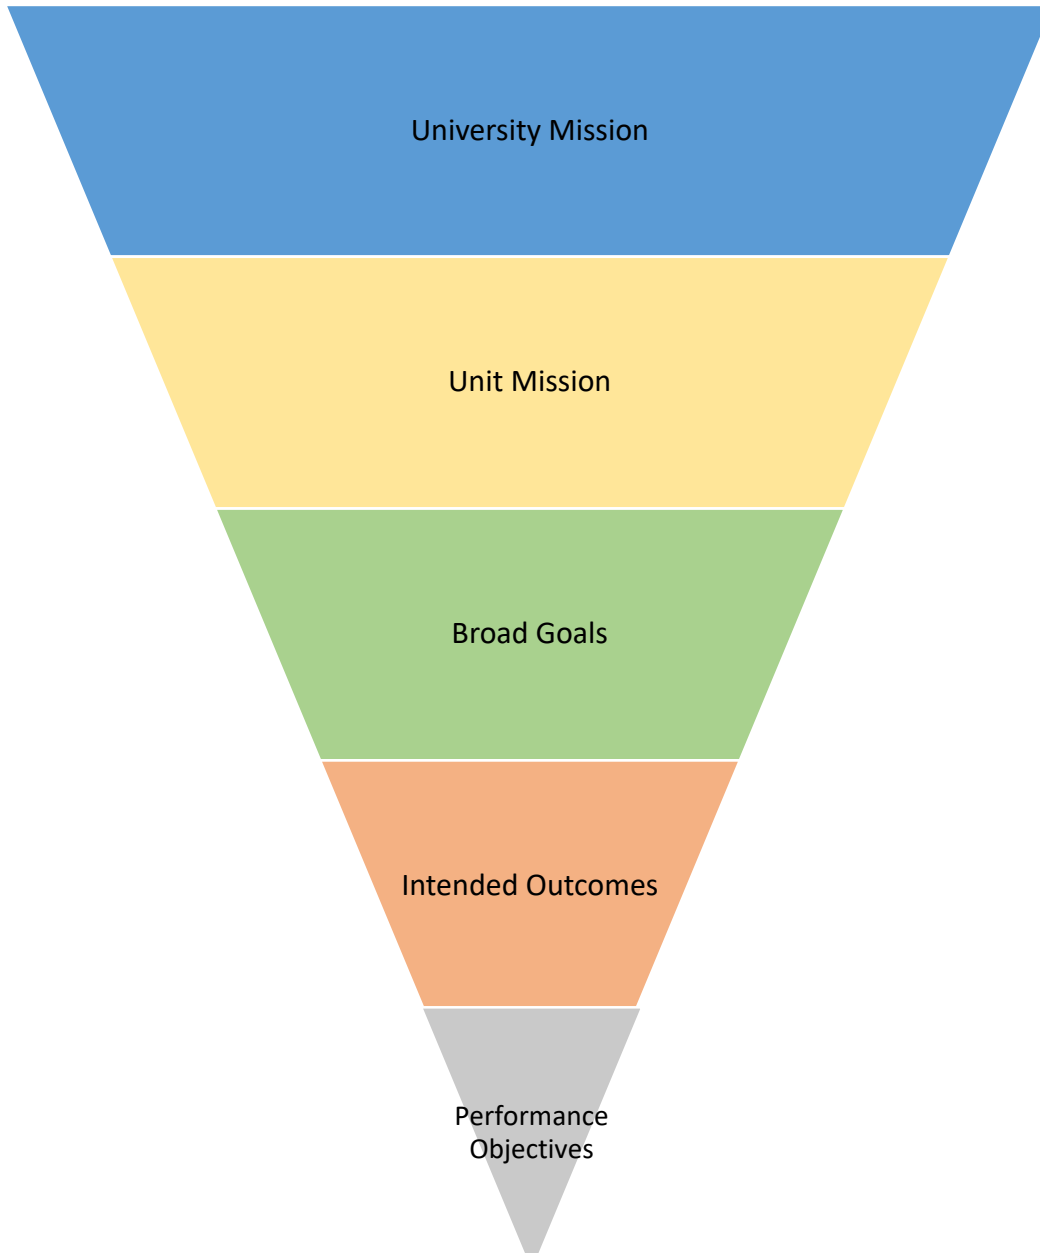 University Mission
Unit Mission
Broad Goals
Intended Outcomes
Performance
Objectives